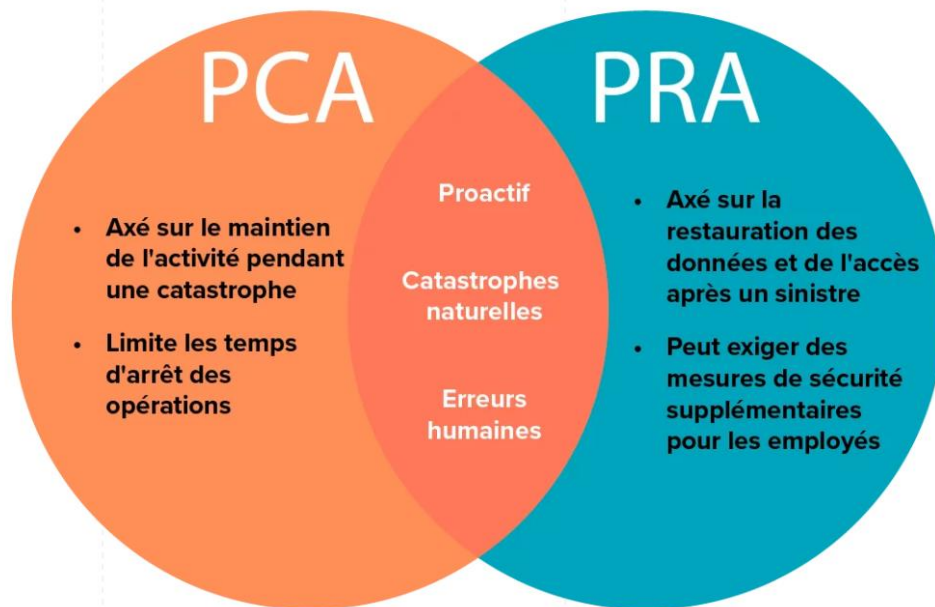 PCA
• Axé sur le maintien
de l'activité pendant
une catastrophe
• Limite les temps
d'arrêt des
opérations
Proactif
Catastrophes
naturelles
Erreurs
humaines
PRA
• Axé sur la
restauration des
données et de l'accès
après un sinistre
• Peut exiger des
mesures de sécurité
supplémentaires
pour les employés